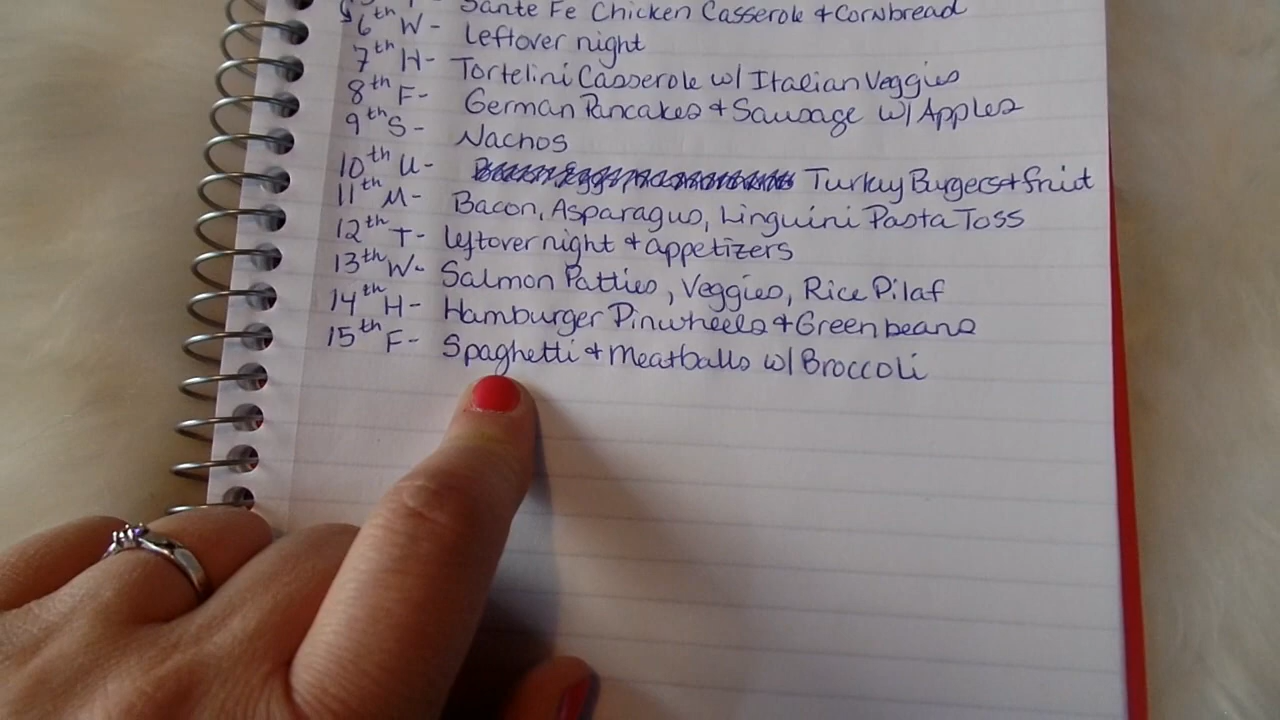 Sante Fe Chicken Casserole + Cornbread
6th W- Leftover night
7th H- Tortelini Casserole w/ Italian Veggies
8th F- German Pancakes + Sausage w/ Apples
9th S- Nachos
10th U- Turkey Burgers + fruit
11th M- Bacon, Asparagus, Linguini Pasta Toss
12th T- Leftover night + appetizers
13th W- Salmon Patties, Veggies, Rice Pilaf
14th H- Hamburger Pinwheels + Green beans
15th F- Spaghetti + Meatballs w/ Broccoli